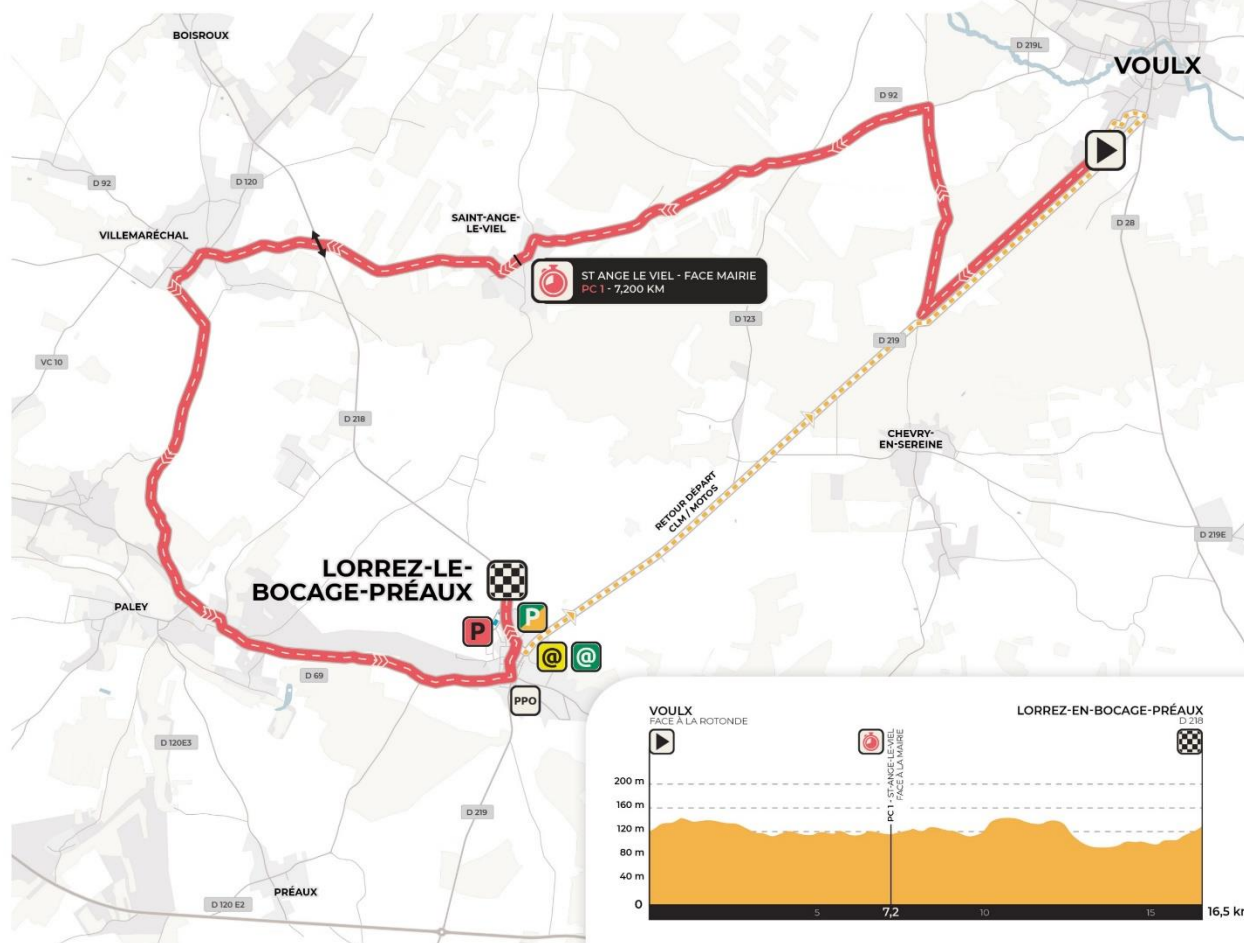 BOISROUX
D 219L
VOULX
D 92
D 92
D 120
SAINT-ANGE-
LE-VIEL
D 28
VILLEMARÉCHAL
ST ANGE LE VIEL - FACE MAIRIE
PC 1 - 7,200 KM
D 123
D 219
VC 10
D 218
CHEVRY-
EN-SEREINE
RETOUR DÉPART
CLM / MOTOS
D 219E
LORREZ-LE-
BOCAGE-PRÉAUX
PALEY
P
P
@ @
D 69
PPO
D 120E3
D 219
PRÉAUX
D 120 E2
VOULX
FACE À LA ROTONDE
LORREZ-EN-BOCAGE-PRÉAUX
D 218
PC 1 - ST-ANGE-LE-VIEL
FACE À LA MAIRIE
200 m
160 m
120 m
80 m
40 m
0
5 7,2 10 15 16,5 km